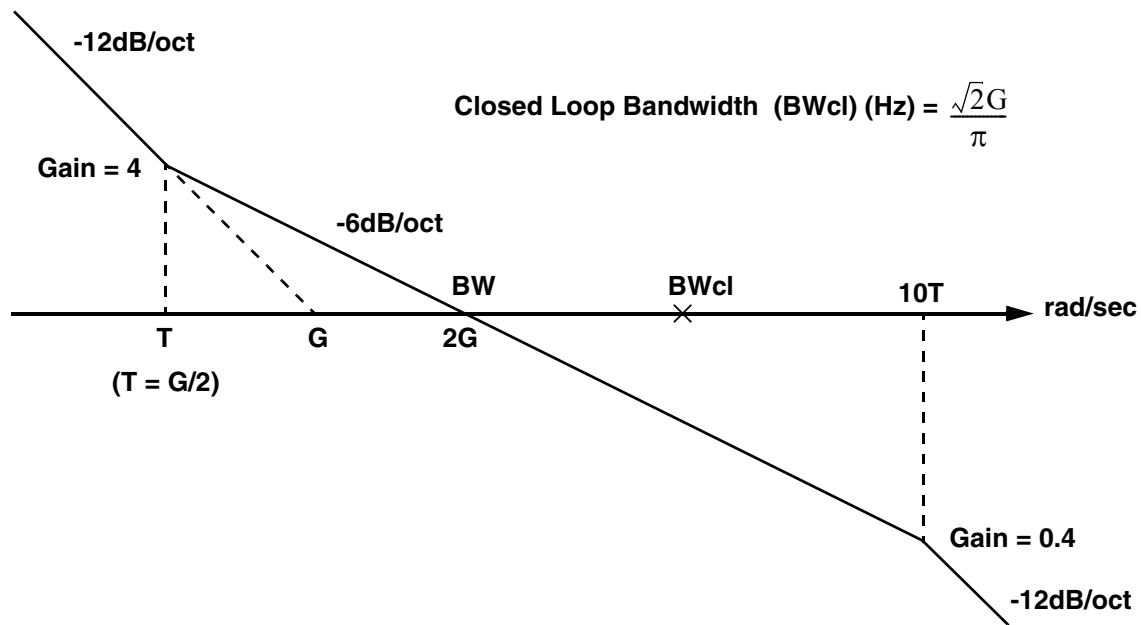 -12dB/oct
Closed Loop Bandwidth (BWcl) (Hz) = √2G / π
Gain = 4
-6dB/oct
BW
BWcl
10T
rad/sec
T
G
2G
(T = G/2)
Gain = 0.4
-12dB/oct